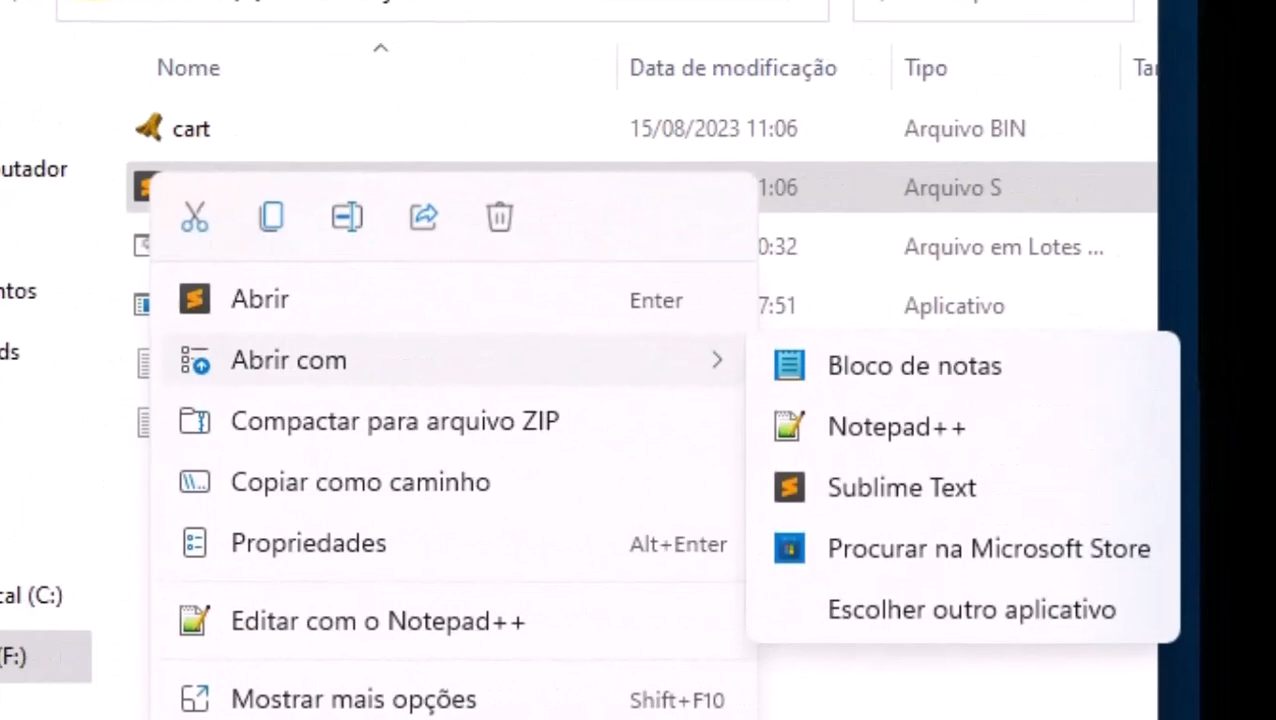 Nome
Data de modificação
Tipo
cart
15/08/2023 11:06
Arquivo BIN
1:06
Arquivo S
0:32
Arquivo em Lotes ...
Abrir
Enter
7:51
Aplicativo
Abrir com
Bloco de notas
Compactar para arquivo ZIP
Notepad++
Copiar como caminho
Sublime Text
Propriedades
Alt+Enter
Procurar na Microsoft Store
cal (C:)
Editar com o Notepad++
Escolher outro aplicativo
(F:)
Mostrar mais opções
Shift+F10